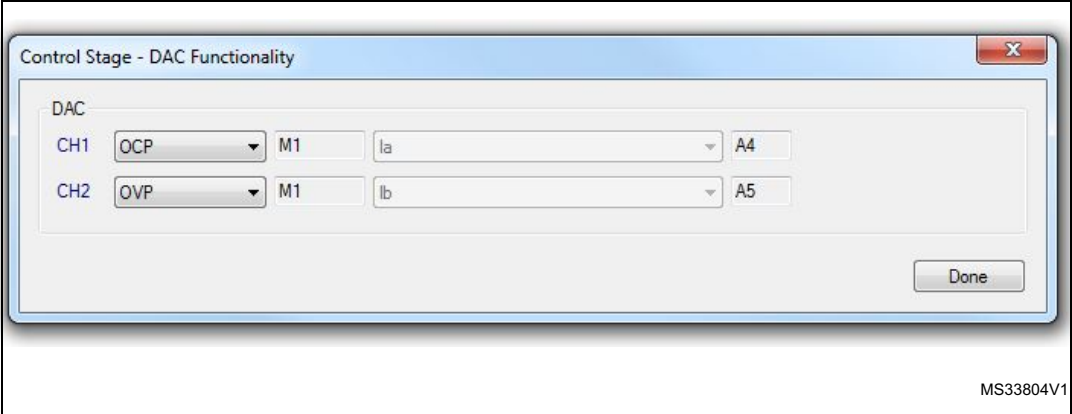 Control Stage - DAC Functionality
DAC
CH1 OCP M1 Ia A4
CH2 OVP M1 Ib A5
Done
MS33804V1